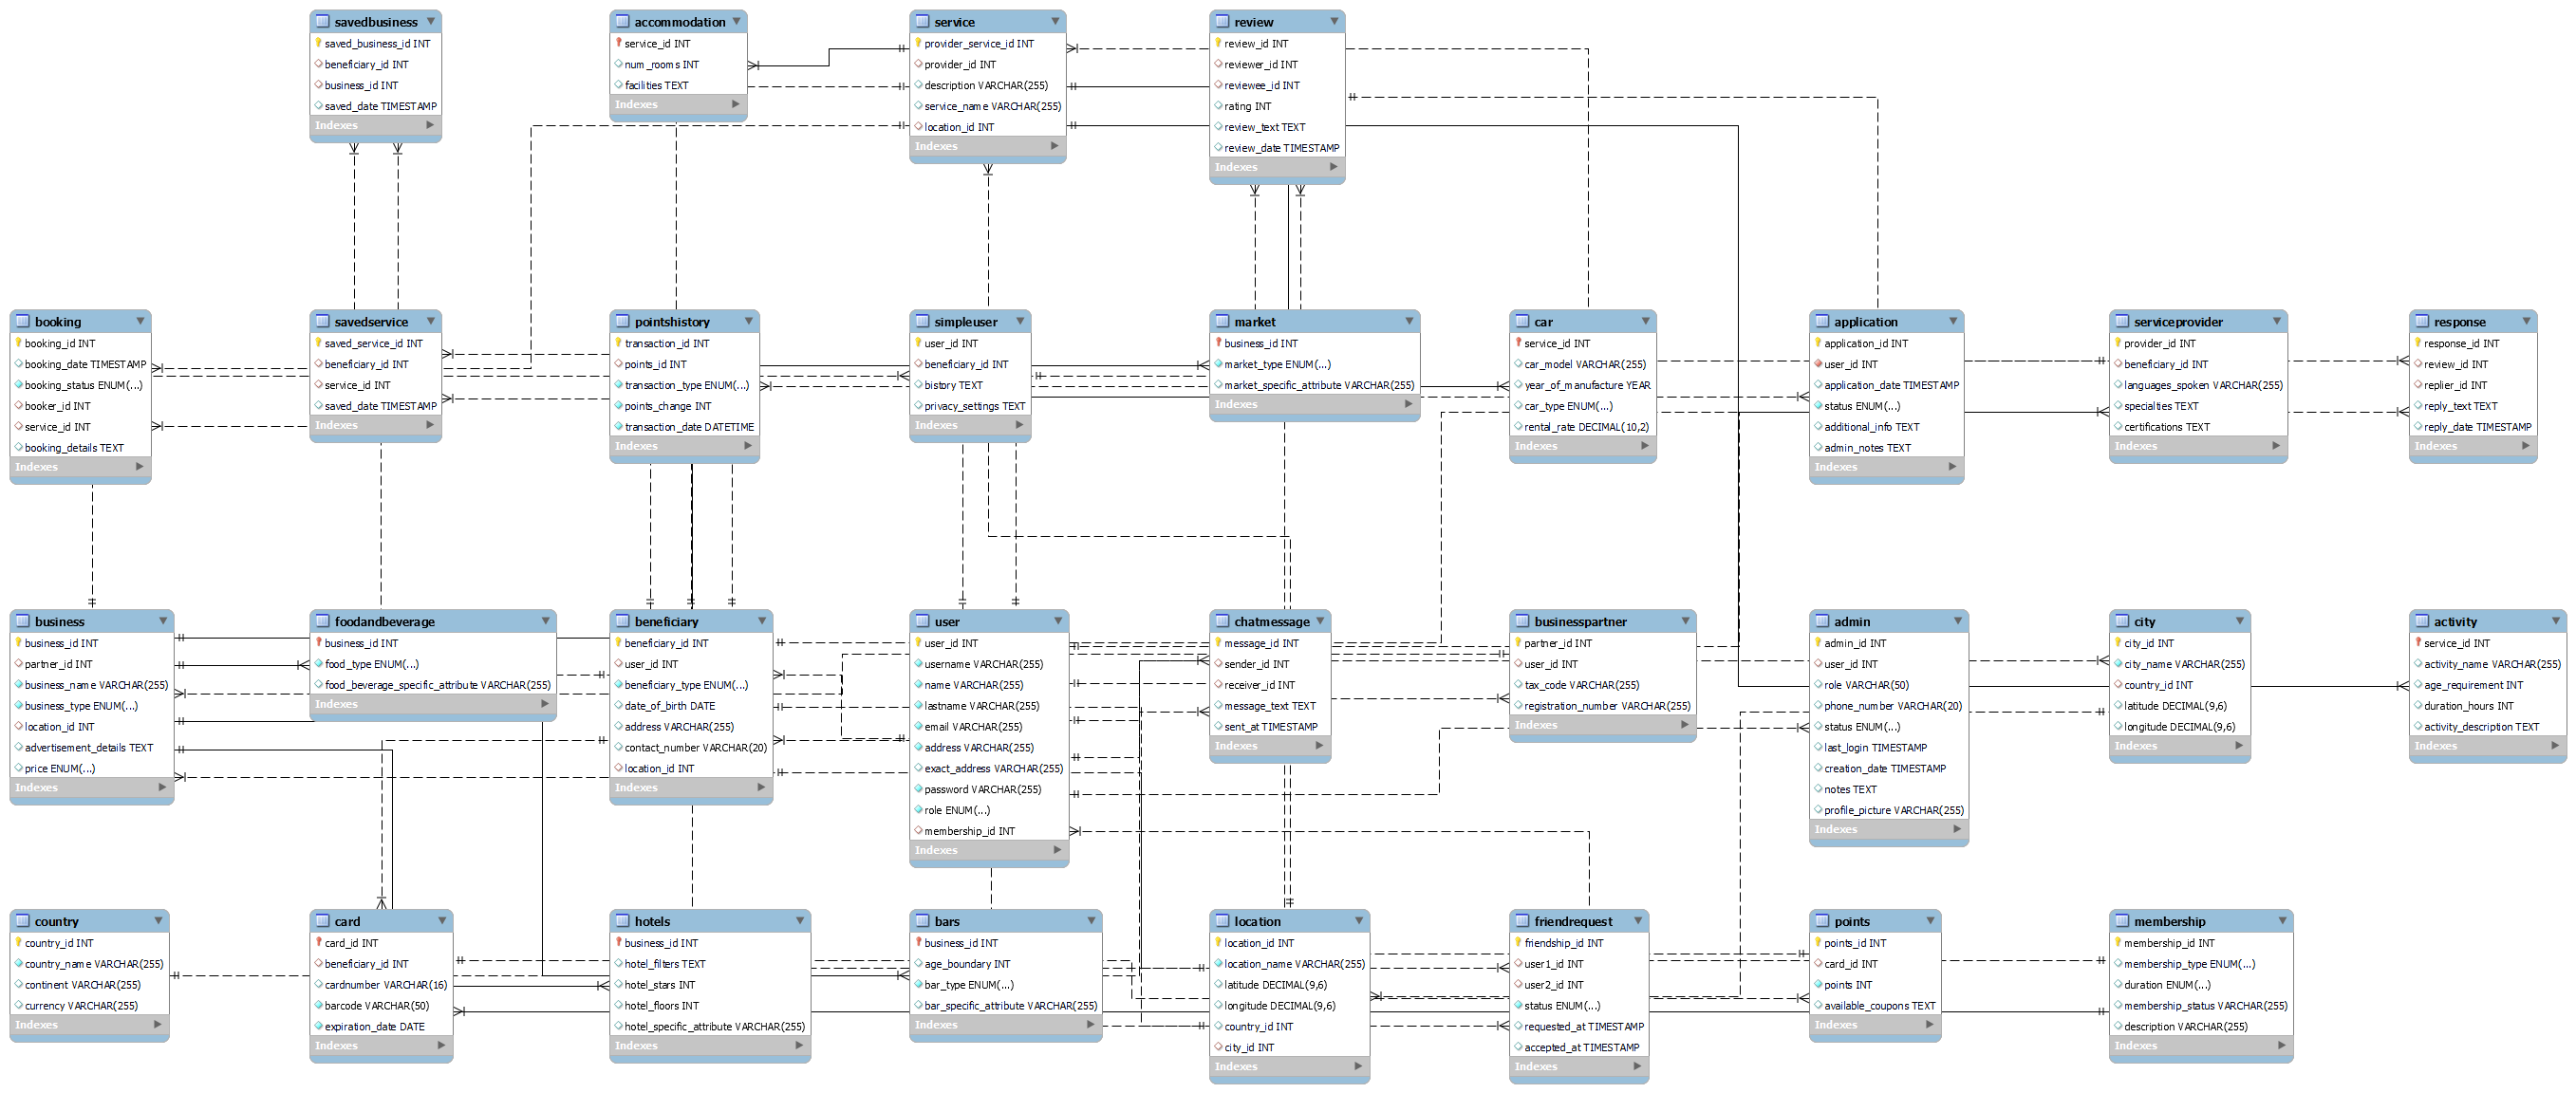 savedbusiness
saved_business_id INT
beneficiary_id INT
business_id INT
saved_date TIMESTAMP
Indexes
accommodation
service_id INT
num_rooms INT
facilities TEXT
Indexes
service
provider_service_id INT
provider_id INT
description VARCHAR(255)
service_name VARCHAR(255)
location_id INT
Indexes
review
review_id INT
reviewer_id INT
reviewee_id INT
rating INT
review_text TEXT
review_date TIMESTAMP
Indexes
booking
booking_id INT
booking_date TIMESTAMP
booking_status ENUM(...)
booker_id INT
service_id INT
booking_details TEXT
Indexes
savedservice
saved_service_id INT
beneficiary_id INT
service_id INT
saved_date TIMESTAMP
Indexes
pointshistory
transaction_id INT
points_id INT
transaction_type ENUM(...)
points_change INT
transaction_date DATETIME
Indexes
simpleuser
user_id INT
beneficiary_id INT
bistory TEXT
privacy_settings TEXT
Indexes
market
business_id INT
market_type ENUM(...)
market_specific_attribute VARCHAR(255)
Indexes
car
service_id INT
car_model VARCHAR(255)
year_of_manufacture YEAR
car_type ENUM(...)
rental_rate DECIMAL(10,2)
Indexes
application
application_id INT
user_id INT
application_date TIMESTAMP
status ENUM(...)
additional_info TEXT
admin_notes TEXT
Indexes
serviceprovider
provider_id INT
beneficiary_id INT
languages_spoken VARCHAR(255)
specialties TEXT
certifications TEXT
Indexes
response
response_id INT
review_id INT
replier_id INT
reply_text TEXT
reply_date TIMESTAMP
Indexes
business
business_id INT
partner_id INT
business_name VARCHAR(255)
business_type ENUM(...)
location_id INT
advertisement_details TEXT
price ENUM(...)
Indexes
foodandbeverage
business_id INT
food_type ENUM(...)
food_beverage_specific_attribute VARCHAR(255)
Indexes
beneficiary
beneficiary_id INT
user_id INT
beneficiary_type ENUM(...)
date_of_birth DATE
address VARCHAR(255)
contact_number VARCHAR(20)
location_id INT
Indexes
user
user_id INT
username VARCHAR(255)
name VARCHAR(255)
lastname VARCHAR(255)
email VARCHAR(255)
address VARCHAR(255)
exact_address VARCHAR(255)
password VARCHAR(255)
role ENUM(...)
membership_id INT
Indexes
chatmessage
message_id INT
sender_id INT
receiver_id INT
message_text TEXT
sent_at TIMESTAMP
Indexes
businesspartner
partner_id INT
user_id INT
tax_code VARCHAR(255)
registration_number VARCHAR(255)
Indexes
admin
admin_id INT
user_id INT
role VARCHAR(50)
phone_number VARCHAR(20)
status ENUM(...)
last_login TIMESTAMP
creation_date TIMESTAMP
notes TEXT
profile_picture VARCHAR(255)
Indexes
city
city_id INT
city_name VARCHAR(255)
country_id INT
latitude DECIMAL(9,6)
longitude DECIMAL(9,6)
Indexes
activity
service_id INT
activity_name VARCHAR(255)
age_requirement INT
duration_hours INT
activity_description TEXT
Indexes
country
country_id INT
country_name VARCHAR(255)
continent VARCHAR(255)
currency VARCHAR(255)
Indexes
card
card_id INT
beneficiary_id INT
cardnumber VARCHAR(16)
barcode VARCHAR(50)
expiration_date DATE
Indexes
hotels
business_id INT
hotel_filters TEXT
hotel_stars INT
hotel_floors INT
hotel_specific_attribute VARCHAR(255)
Indexes
bars
business_id INT
age_boundary INT
bar_type ENUM(...)
bar_specific_attribute VARCHAR(255)
Indexes
location
location_id INT
location_name VARCHAR(255)
latitude DECIMAL(9,6)
longitude DECIMAL(9,6)
country_id INT
city_id INT
Indexes
friendrequest
friendship_id INT
user1_id INT
user2_id INT
status ENUM(...)
requested_at TIMESTAMP
accepted_at TIMESTAMP
Indexes
points
points_id INT
card_id INT
points INT
available_coupons TEXT
Indexes
membership
membership_id INT
membership_type ENUM(...)
duration ENUM(...)
membership_status VARCHAR(255)
description VARCHAR(255)
Indexes